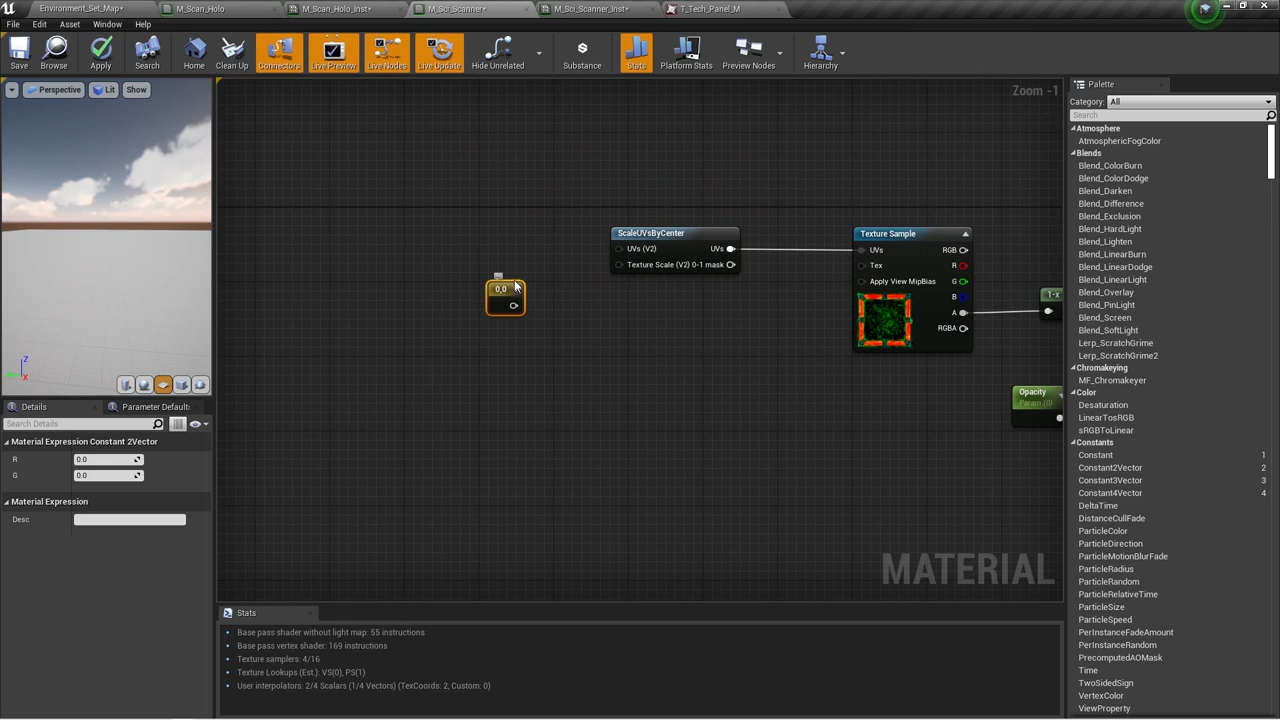 Environment_Set_Map*
M_Scan_Holo
M_Scan_Holo_Inst*
M_Sci_Scanner*
M_Sci_Scanner_Inst*
T_Tech_Panel_M
File
Edit
Asset
Window
Help
Save
Browse
Apply
Search
Home
Clean Up
Connectors
Live Preview
Live Nodes
Live Update
Hide Unrelated
Substance
Stats
Platform Stats
Preview Nodes
Hierarchy
Perspective
Lit
Show
Zoom -1
ScaleUVsByCenter
UVs (V2) UVs
Texture Scale (V2) 0-1 mask
0,0
Texture Sample
UVs RGB
Tex R
Apply View MipBias G
B
A
RGBA
1-x
Opacity
Param (0)
MATERIAL
z
x
Details
Parameter Defaults
Search Details
Material Expression Constant 2Vector
R 0.0
G 0.0
Material Expression
Desc
Stats
Base pass shader without light map: 55 instructions
Base pass vertex shader: 169 instructions
Texture samplers: 4/16
Texture Lookups (Est.): VS(0), PS(1)
User interpolators: 2/4 Scalars (1/4 Vectors) (TexCoords: 2, Custom: 0)
Palette
Category: All
Search
Atmosphere
AtmosphericFogColor
Blends
Blend_ColorBurn
Blend_ColorDodge
Blend_Darken
Blend_Difference
Blend_Exclusion
Blend_HardLight
Blend_Lighten
Blend_LinearBurn
Blend_LinearDodge
Blend_LinearLight
Blend_Overlay
Blend_PinLight
Blend_Screen
Blend_SoftLight
Lerp_ScratchGrime
Lerp_ScratchGrime2
Chromakeying
MF_Chromakeyer
Color
Desaturation
LinearTosRGB
sRGBToLinear
Constants
Constant 1
Constant2Vector 2
Constant3Vector 3
Constant4Vector 4
DeltaTime
DistanceCullFade
ParticleColor
ParticleDirection
ParticleMotionBlurFade
ParticleRadius
ParticleRandom
ParticleRelativeTime
ParticleSize
ParticleSpeed
PerInstanceFadeAmount
PerInstanceRandom
PrecomputedAOMask
Time
TwoSidedSign
VertexColor
ViewProperty